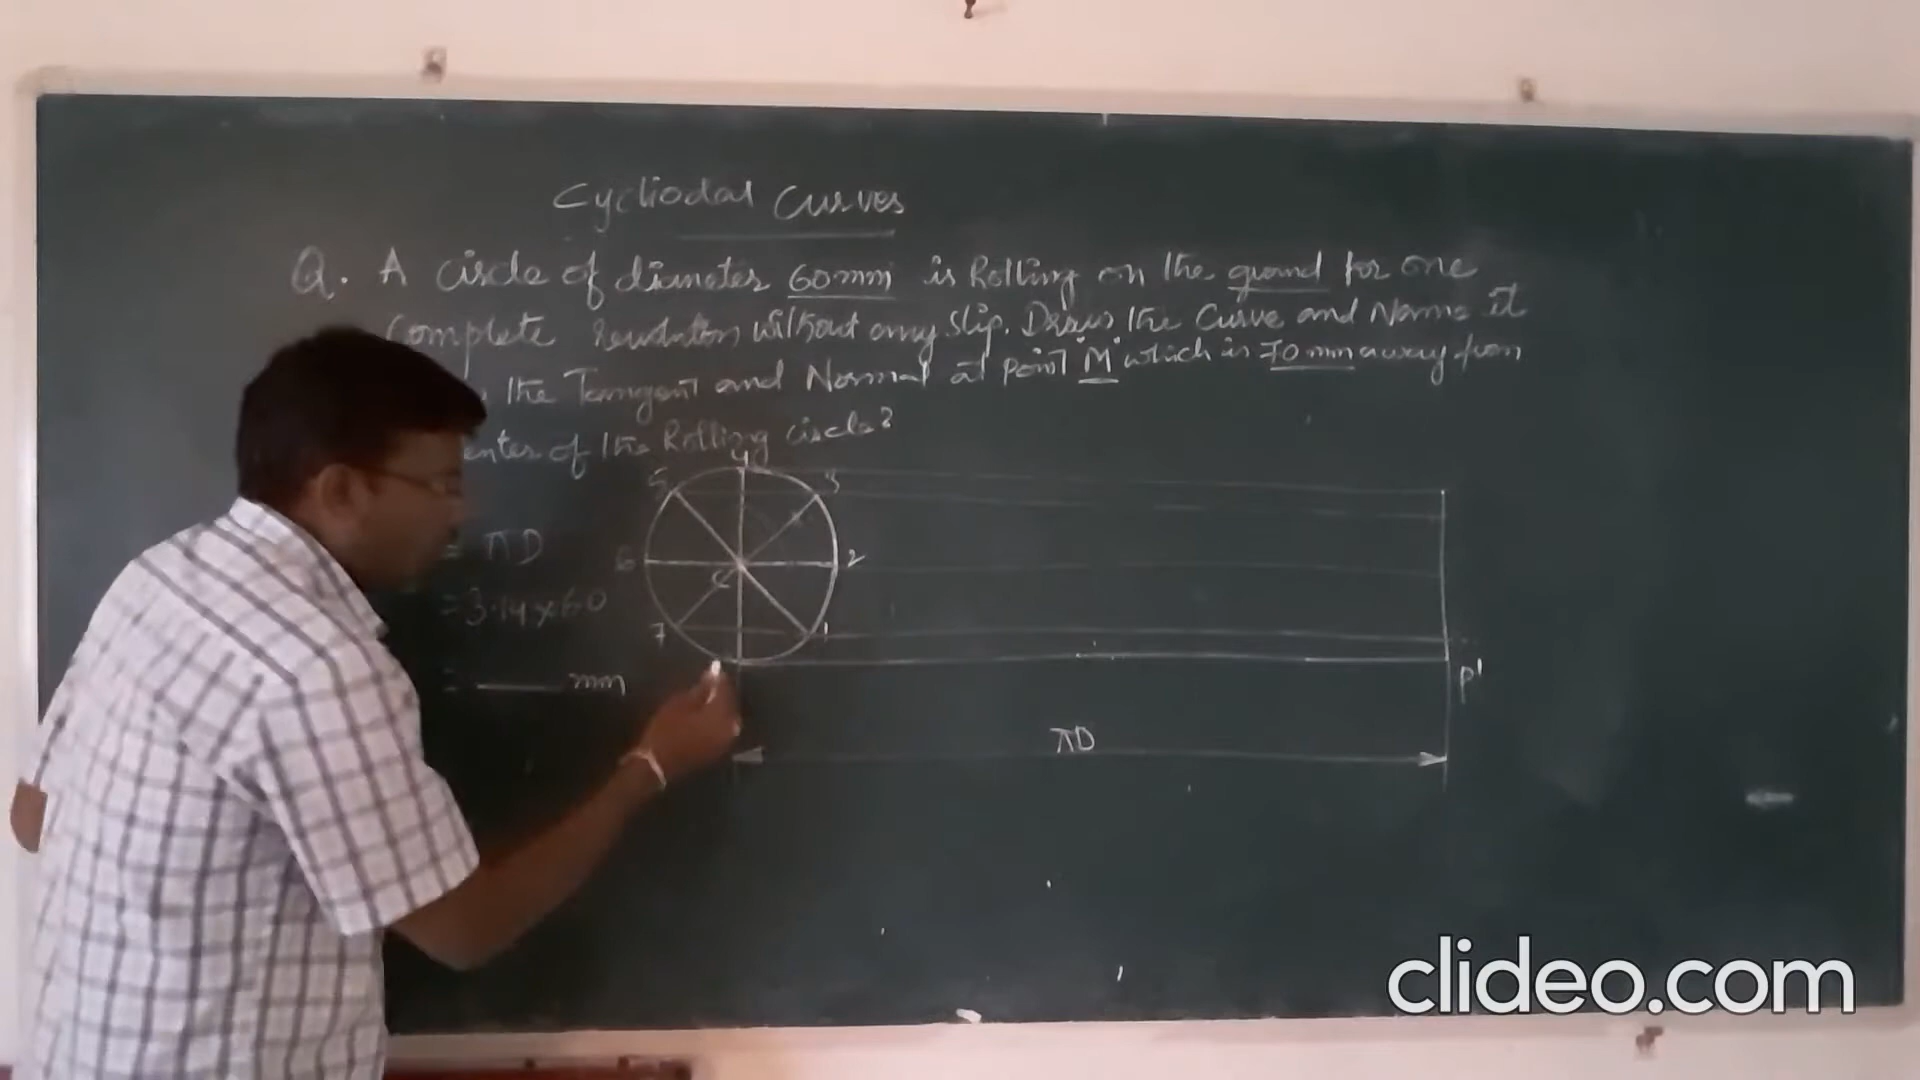 Cycliodal Curves
Q. A circle of diameter 60mm is Rolling on the ground for one
complete revolution without any slip. Draw the Curve and Name it
the Tangent and Normal at point "M" which is 70 mm away from
enter of the Rolling circle?
4
5 3
= πD
6 C 2
= 3.14 x 60
7 1
= mm
P'
πD
clideo.com